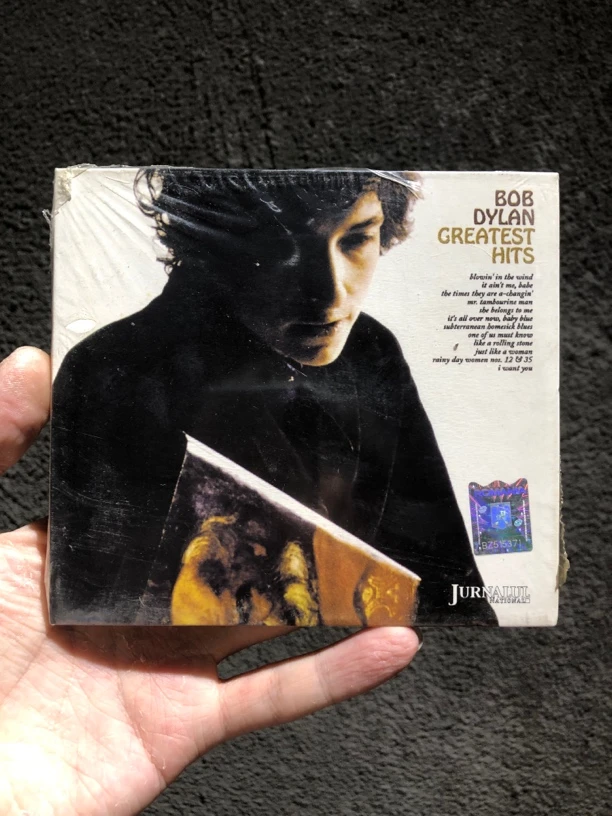 BOB
DYLAN
GREATEST
HITS
blowin' in the wind
it ain't me, babe
the times they are a-changin'
mr. tambourine man
she belongs to me
it's all over now, baby blue
subterranean homesick blues
one of us must know
like a rolling stone
just like a woman
rainy day women nos. 12 & 35
i want you
BZ515371
JURNALUL
NAȚIONAL